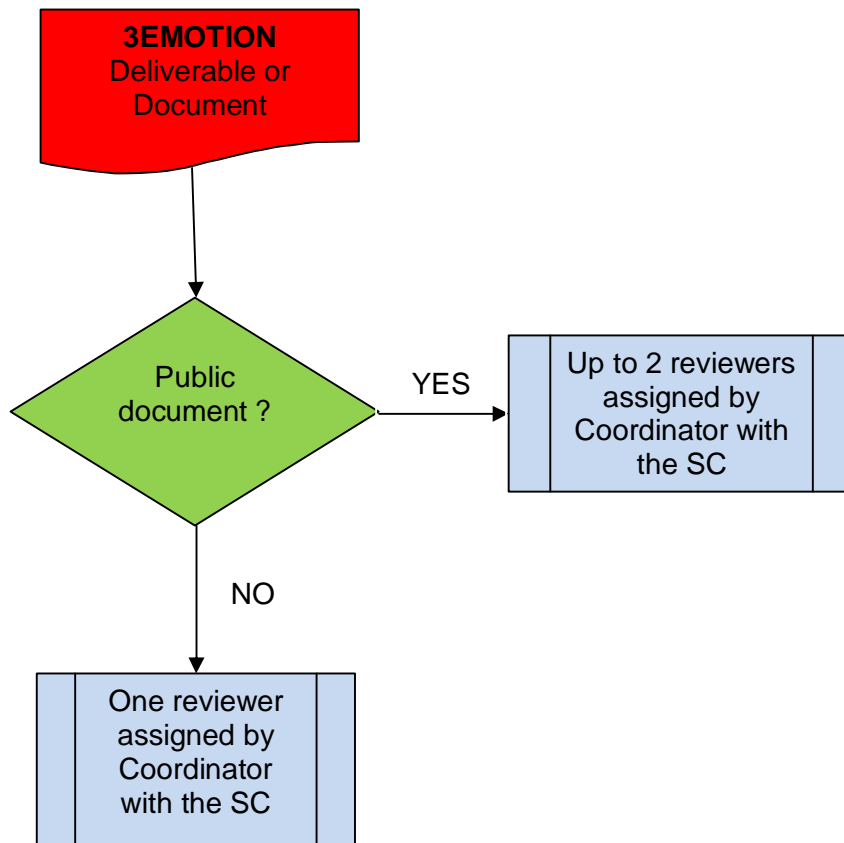 3EMOTION
Deliverable or
Document
Public
document ?
YES
Up to 2 reviewers
assigned by
Coordinator with
the SC
NO
One reviewer
assigned by
Coordinator
with the SC